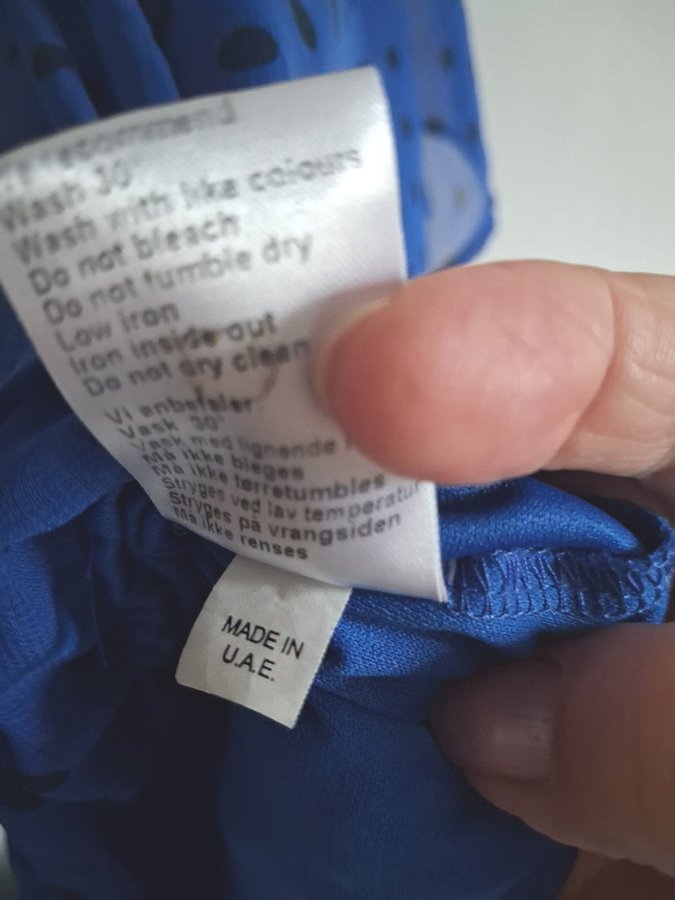 recommend
Wash 30°
Wash with like colours
Do not bleach
Do not tumble dry
Low iron
Iron inside out
Do not dry clean
Vi anbefaler
Vask 30°
Vask med lignende
Må ikke bleges
Må ikke tørretumbles
Stryges ved lav temperatur
Stryges på vrangsiden
Må ikke renses
MADE IN
U.A.E.